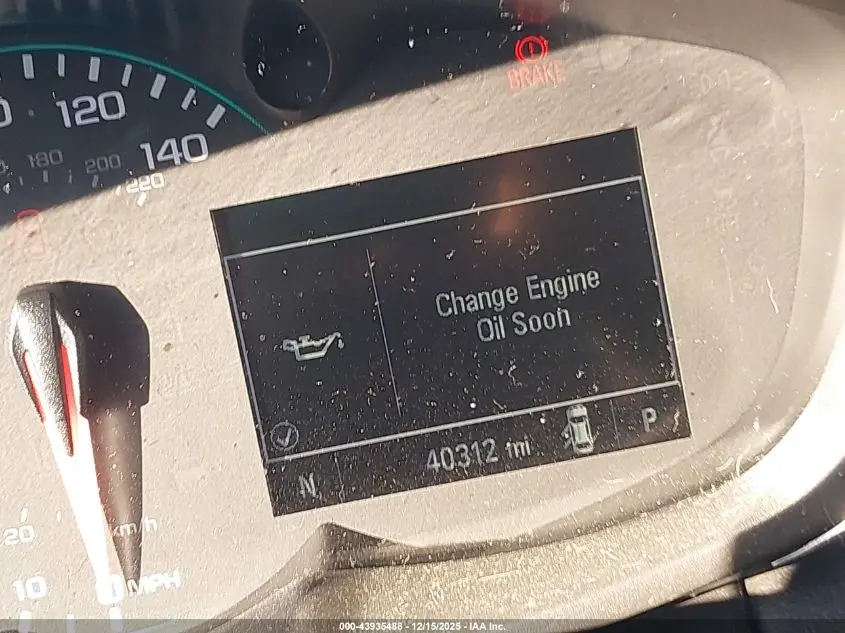 BRAKE
120
140
180
200
220
Change Engine
Oil Soon
40312 mi
P
N
20
km/h
10
0 MPH
000-43935488 - 12/15/2025 - IAA Inc.